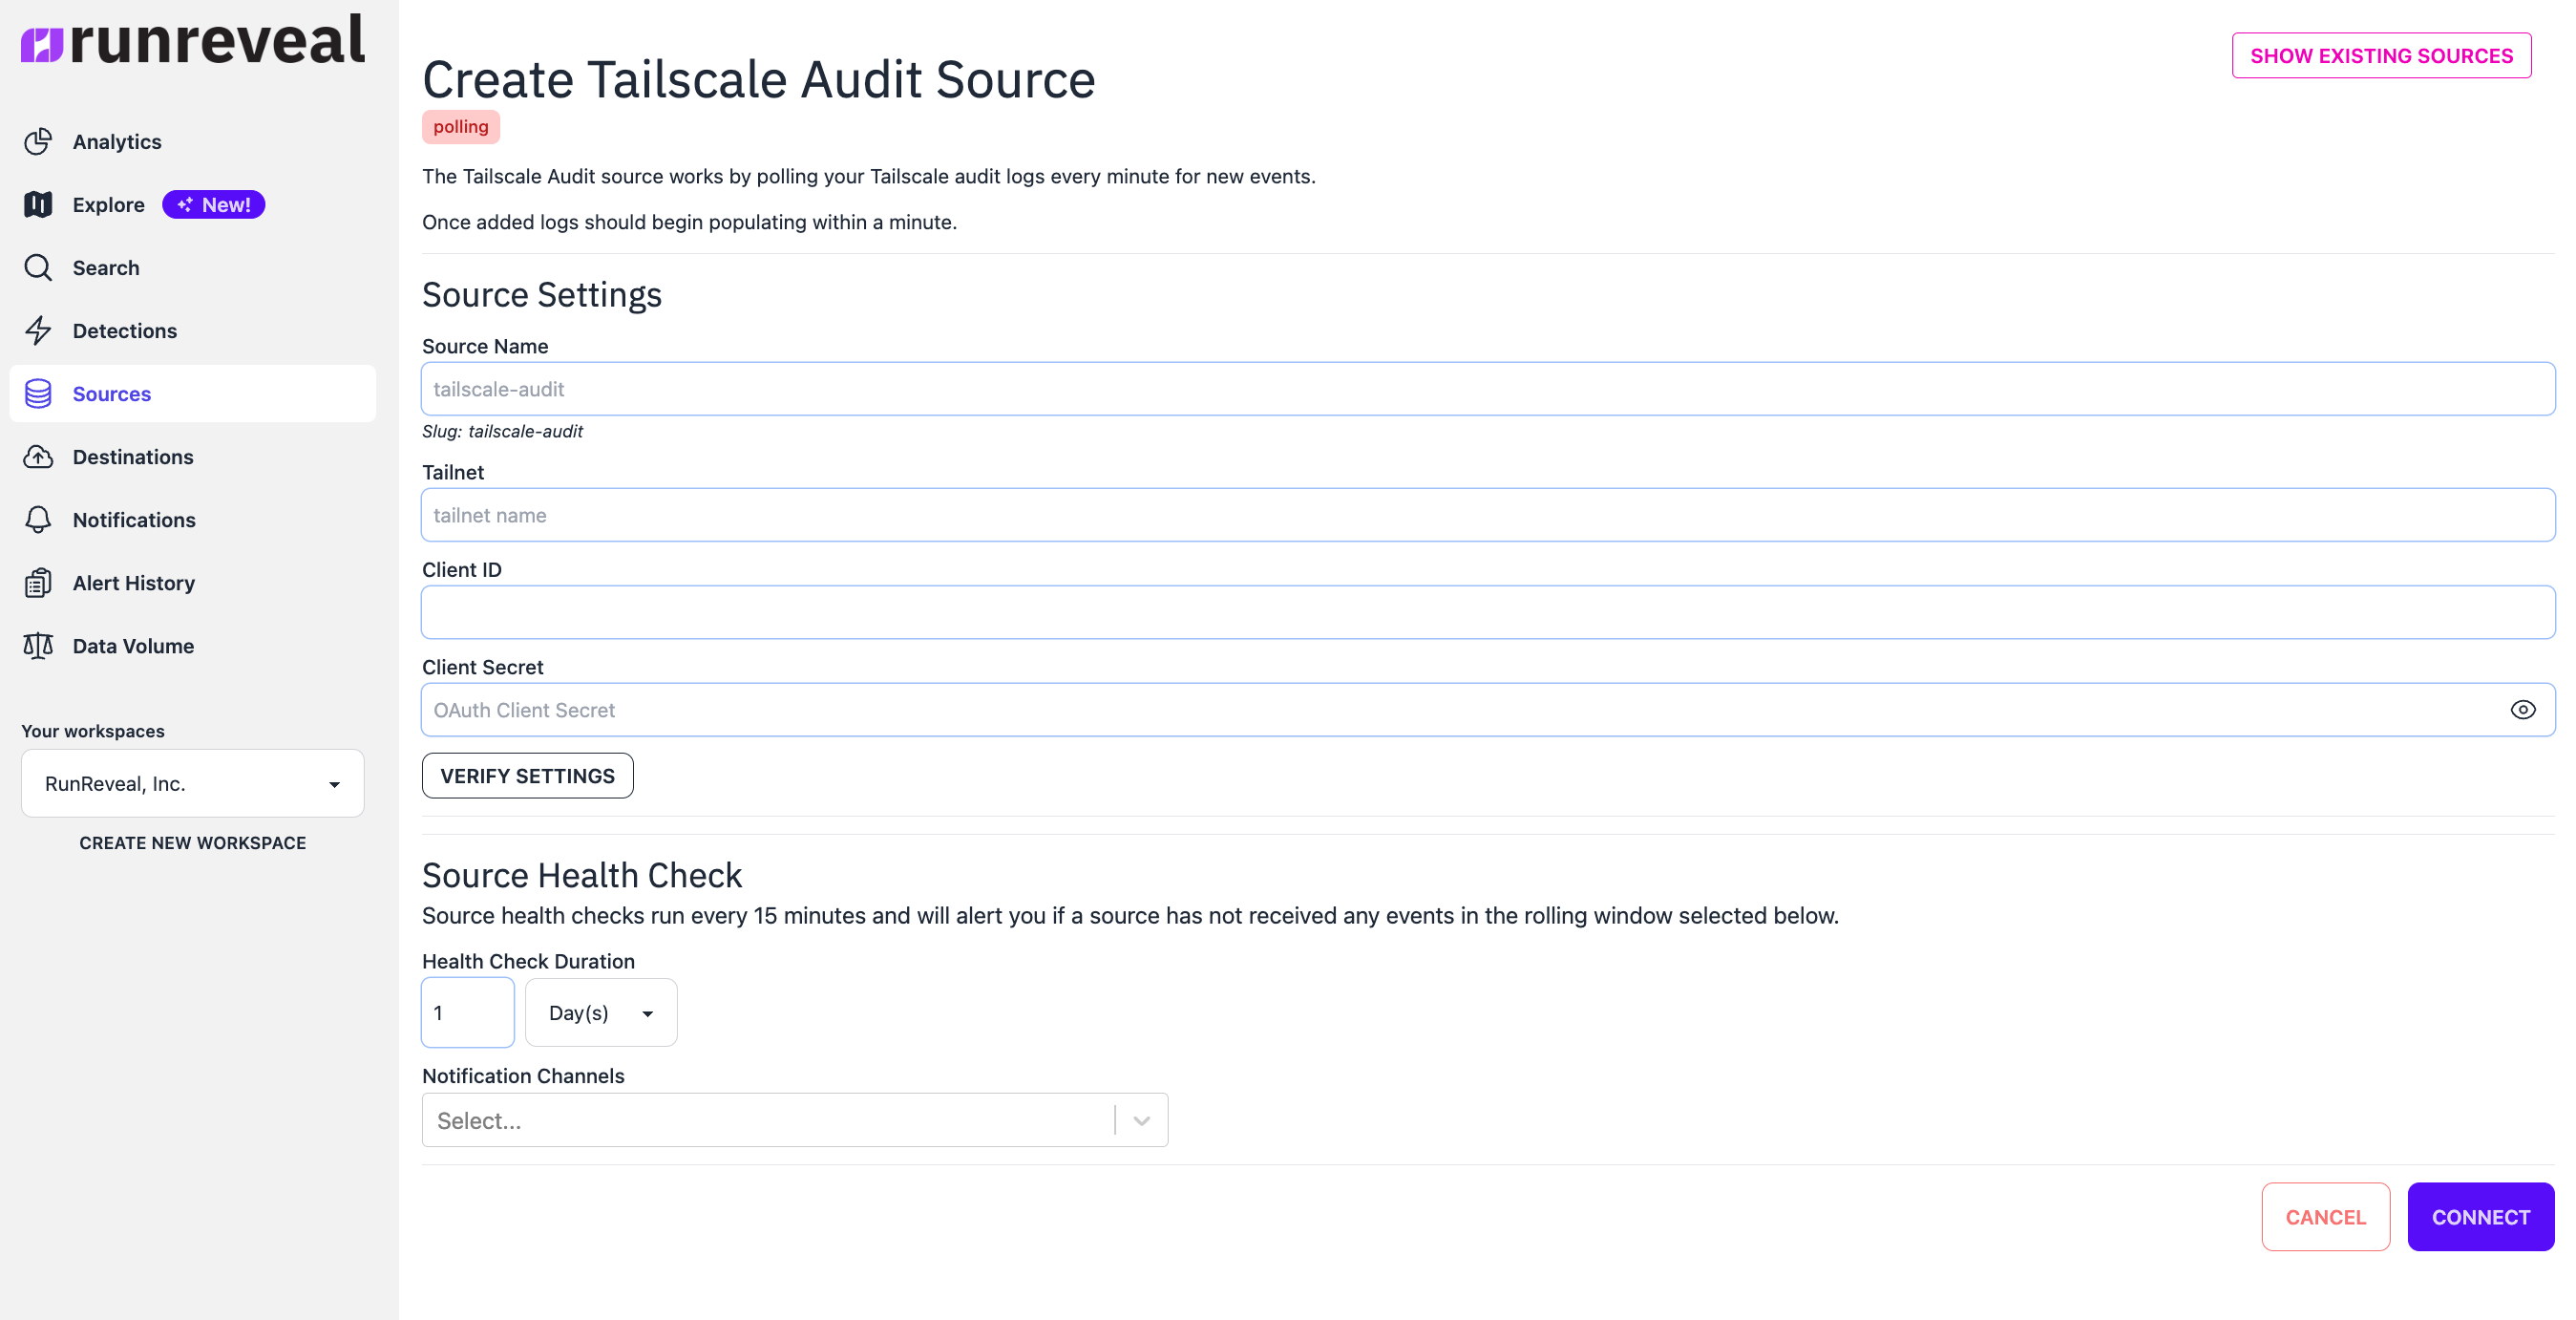 runreveal
Analytics
Explore New!
Search
Detections
Sources
Destinations
Notifications
Alert History
Data Volume
Your workspaces
RunReveal, Inc.
CREATE NEW WORKSPACE
SHOW EXISTING SOURCES
Create Tailscale Audit Source
polling
The Tailscale Audit source works by polling your Tailscale audit logs every minute for new events.
Once added logs should begin populating within a minute.
Source Settings
Source Name
tailscale-audit
Slug: tailscale-audit
Tailnet
tailnet name
Client ID
Client Secret
OAuth Client Secret
VERIFY SETTINGS
Source Health Check
Source health checks run every 15 minutes and will alert you if a source has not received any events in the rolling window selected below.
Health Check Duration
1 Day(s)
Notification Channels
Select...
CANCEL CONNECT